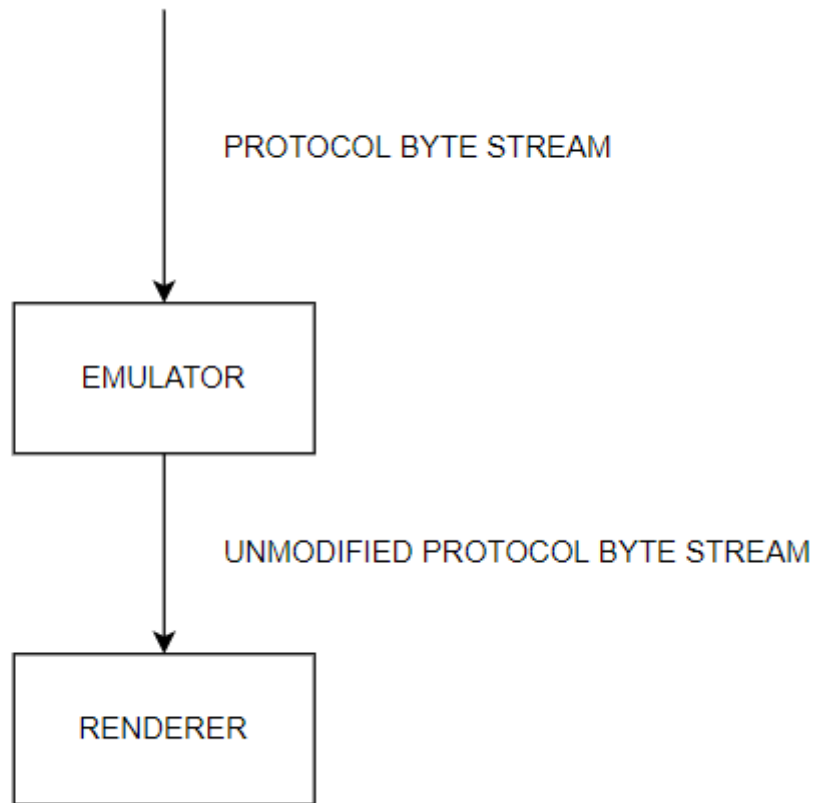 PROTOCOL BYTE STREAM
EMULATOR
UNMODIFIED PROTOCOL BYTE STREAM
RENDERER